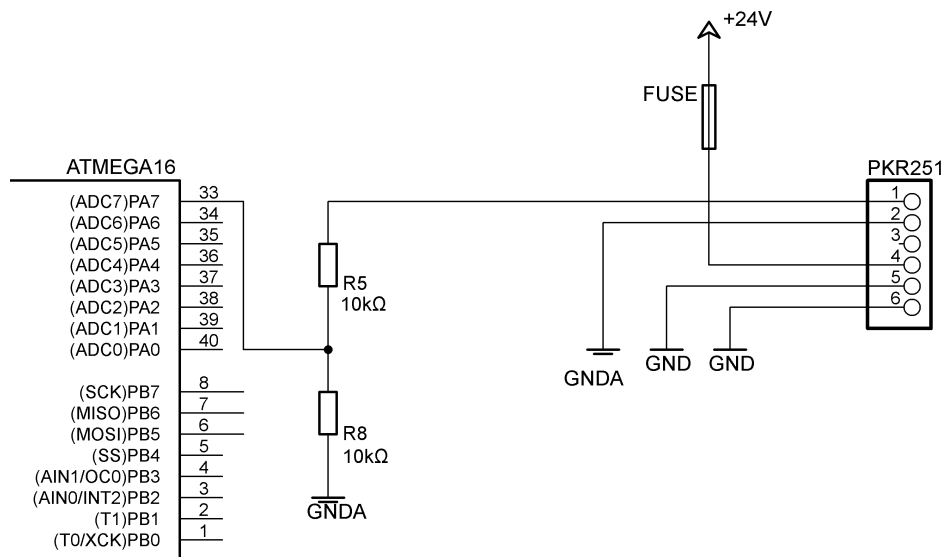 +24V
FUSE
ATMEGA16
PKR251
(ADC7)PA7 33
(ADC6)PA6 34
(ADC5)PA5 35
(ADC4)PA4 36
(ADC3)PA3 37
(ADC2)PA2 38
(ADC1)PA1 39
(ADC0)PA0 40
(SCK)PB7 8
(MISO)PB6 7
(MOSI)PB5 6
(SS)PB4 5
(AIN1/OC0)PB3 4
(AIN0/INT2)PB2 3
(T1)PB1 2
(T0/XCK)PB0 1
R5
10kΩ
R8
10kΩ
GNDA
GNDA
GND
GND
1
2
3
4
5
6